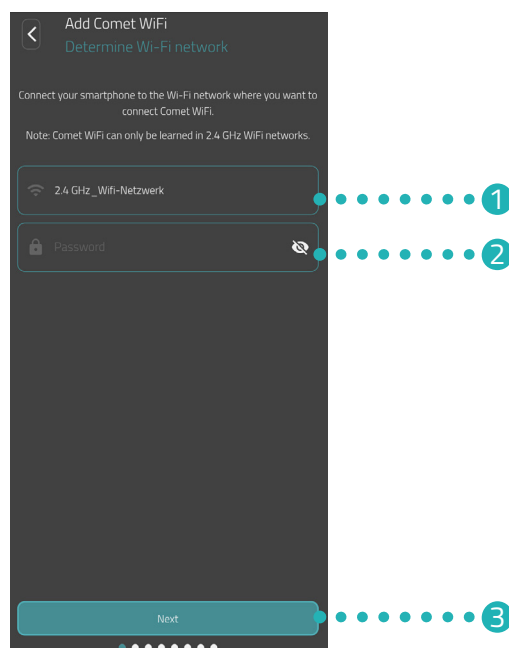 Add Comet WiFi
Determine Wi-Fi network
Connect your smartphone to the Wi-Fi network where you want to
connect Comet WiFi.
Note: Comet WiFi can only be learned in 2.4 GHz WiFi networks.
2.4 GHz_Wifi-Netzwerk
1
Password
2
Next
3